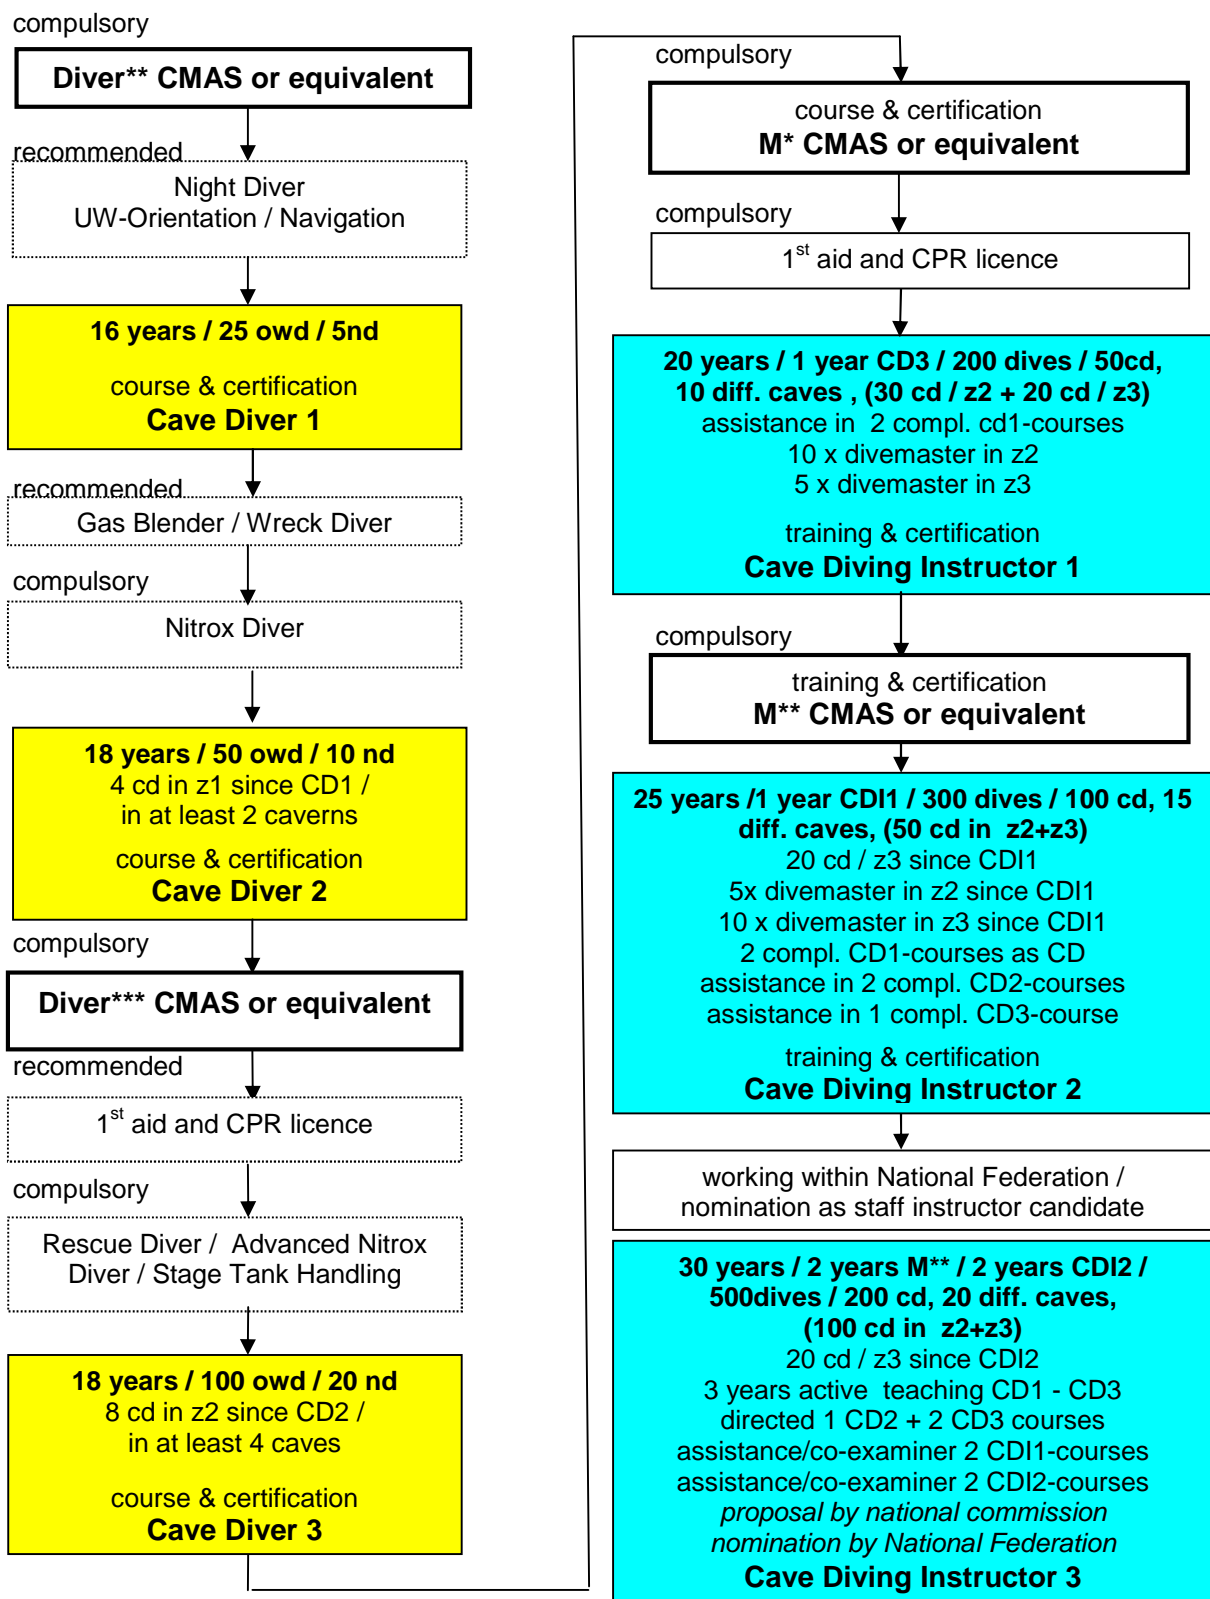 compulsory
Diver** CMAS or equivalent
recommended
Night Diver
UW-Orientation / Navigation
16 years / 25 owd / 5nd
course & certification
Cave Diver 1
recommended
Gas Blender / Wreck Diver
compulsory
Nitrox Diver
18 years / 50 owd / 10 nd
4 cd in z1 since CD1 /
in at least 2 caverns
course & certification
Cave Diver 2
compulsory
Diver*** CMAS or equivalent
recommended
1st aid and CPR licence
compulsory
Rescue Diver / Advanced Nitrox
Diver / Stage Tank Handling
18 years / 100 owd / 20 nd
8 cd in z2 since CD2 /
in at least 4 caves
course & certification
Cave Diver 3
compulsory
course & certification
M* CMAS or equivalent
compulsory
1st aid and CPR licence
20 years / 1 year CD3 / 200 dives / 50cd,
10 diff. caves , (30 cd / z2 + 20 cd / z3)
assistance in 2 compl. cd1-courses
10 x divemaster in z2
5 x divemaster in z3
training & certification
Cave Diving Instructor 1
compulsory
training & certification
M** CMAS or equivalent
25 years /1 year CDI1 / 300 dives / 100 cd, 15
diff. caves, (50 cd in z2+z3)
20 cd / z3 since CDI1
5x divemaster in z2 since CDI1
10 x divemaster in z3 since CDI1
2 compl. CD1-courses as CD
assistance in 2 compl. CD2-courses
assistance in 1 compl. CD3-course
training & certification
Cave Diving Instructor 2
working within National Federation /
nomination as staff instructor candidate
30 years / 2 years M** / 2 years CDI2 /
500dives / 200 cd, 20 diff. caves,
(100 cd in z2+z3)
20 cd / z3 since CDI2
3 years active teaching CD1 - CD3
directed 1 CD2 + 2 CD3 courses
assistance/co-examiner 2 CDI1-courses
assistance/co-examiner 2 CDI2-courses
proposal by national commission
nomination by National Federation
Cave Diving Instructor 3